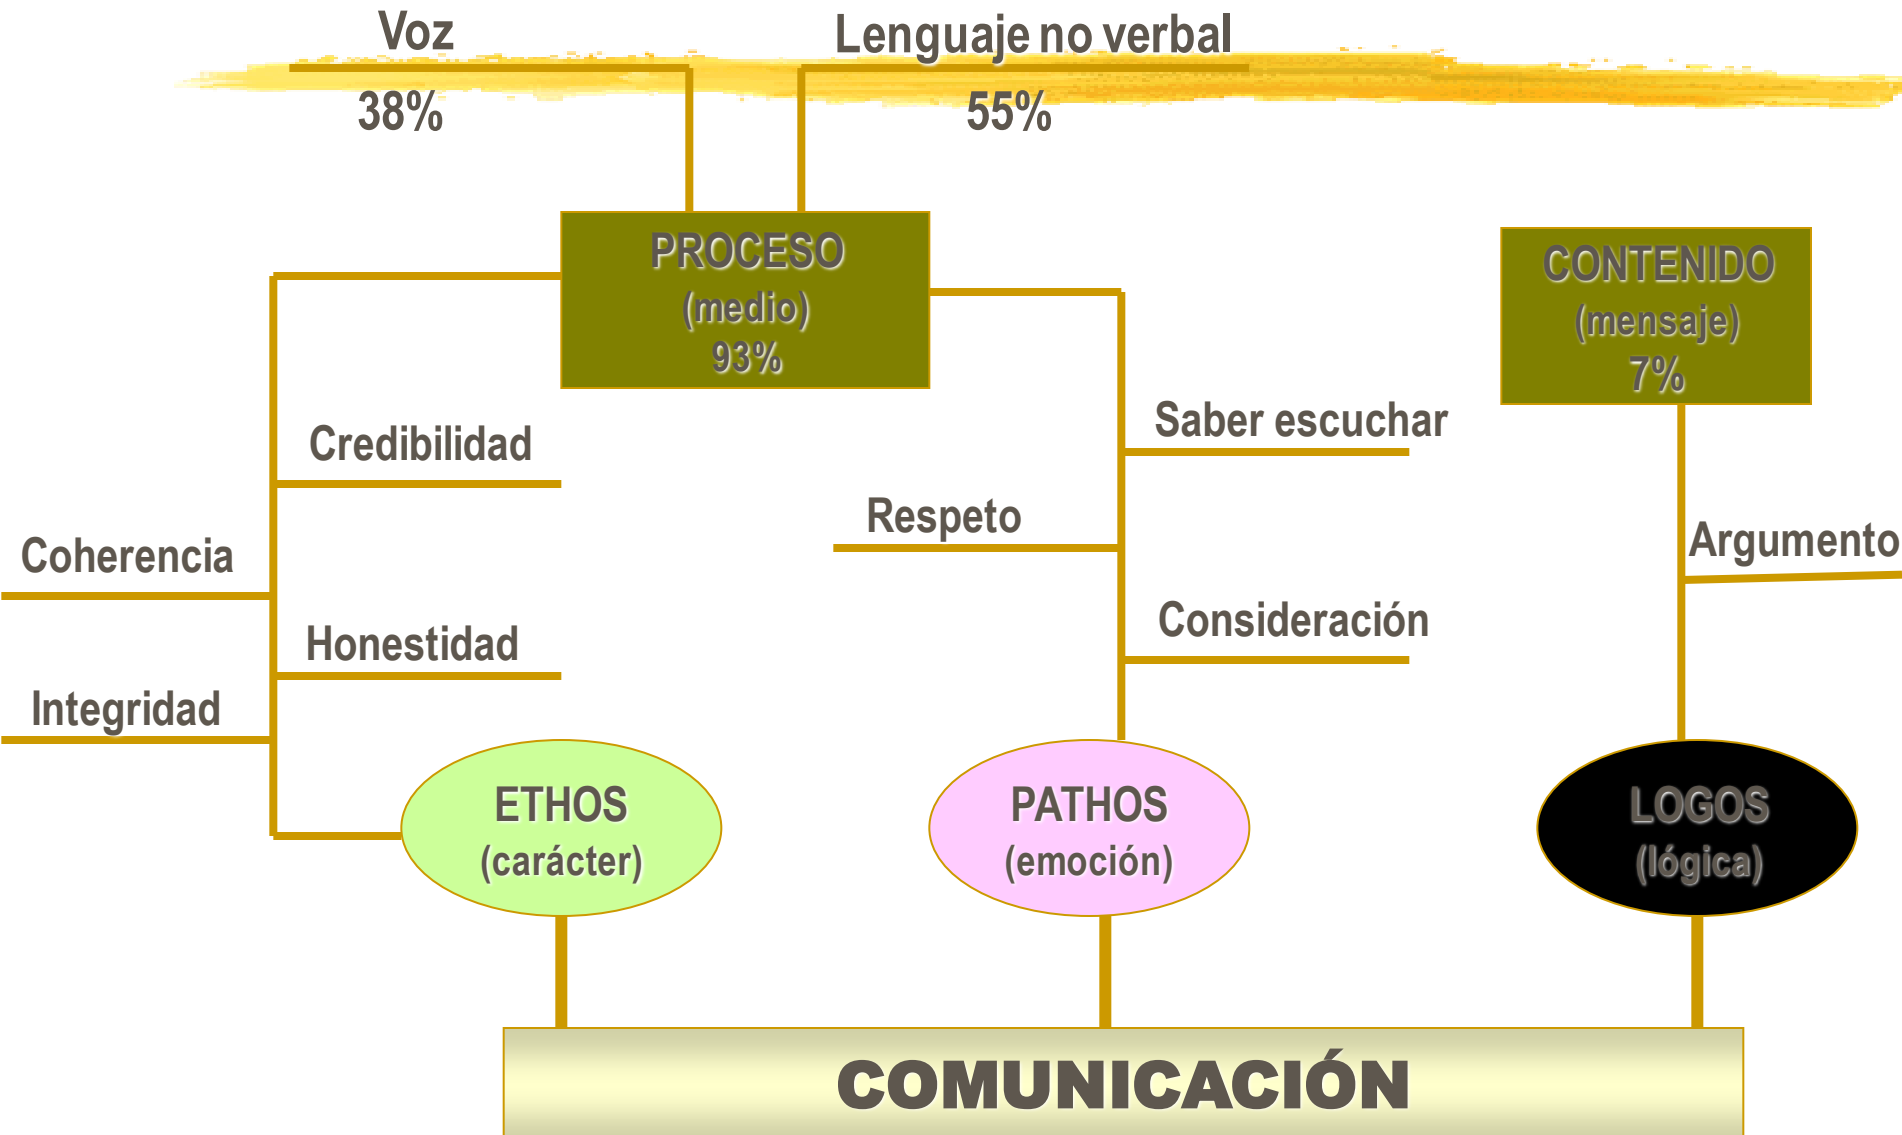 Voz
Lenguaje no verbal
38%
55%
PROCESO
(medio)
93%
CONTENIDO
(mensaje)
7%
Credibilidad
Saber escuchar
Respeto
Coherencia
Argumento
Honestidad
Consideración
Integridad
ETHOS
(carácter)
PATHOS
(emoción)
LOGOS
(lógica)
COMUNICACIÓN